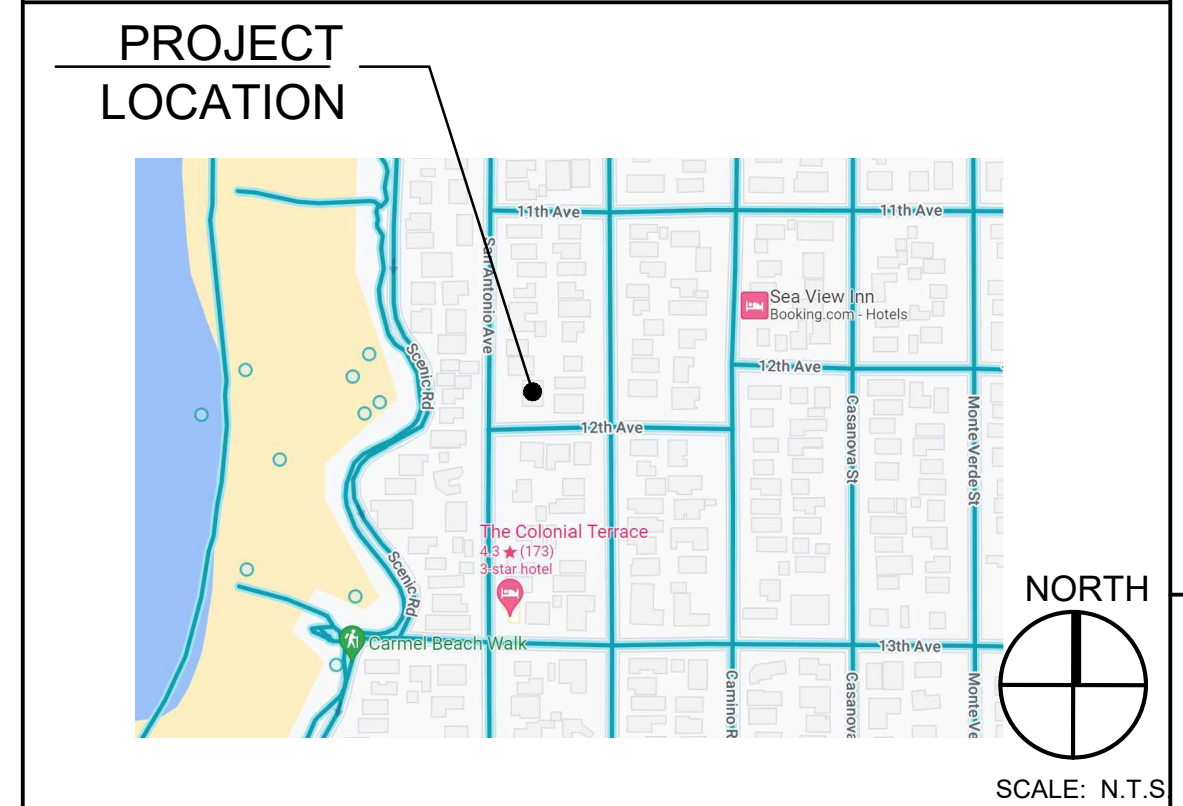 PROJECT
LOCATION
11th Ave
11th Ave
San Antonio Ave
Sea View Inn
Booking.com - Hotels
Scenic Rd
12th Ave
Casanova St
Monte Verde St
12th Ave
The Colonial Terrace
4.3 ★ (173)
3-star hotel
Scenic Rd
NORTH
Carmel Beach Walk
13th Ave
Camino R
Casanova
Monte Ve
SCALE: N.T.S.